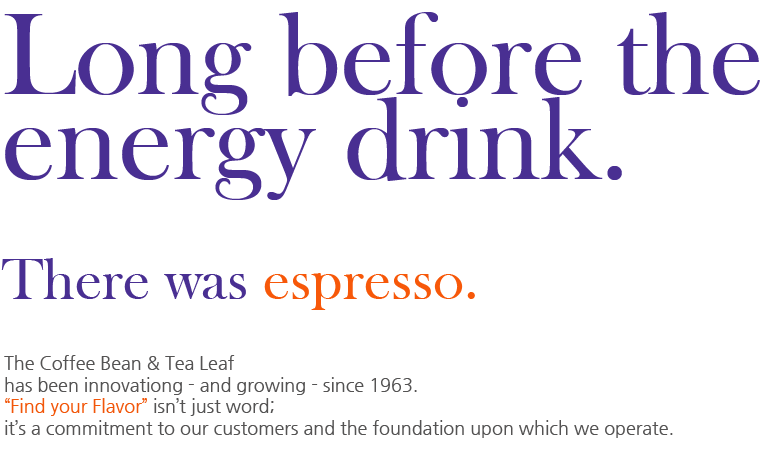 Long before the
energy drink.
There was espresso.
The Coffee Bean & Tea Leaf
has been innovationg - and growing - since 1963.
“Find your Flavor” isn’t just word;
it’s a commitment to our customers and the foundation upon which we operate.